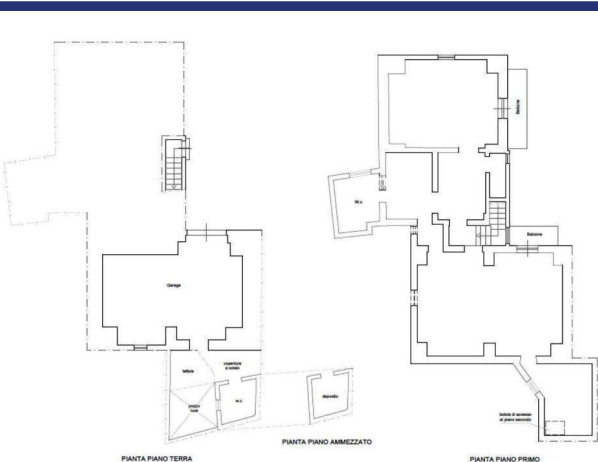 Balcone
W.c
Balcone
Garage
tettoia
copertura
a solaio
pozzo
luce
W.C
deposito
botola di accesso
al piano secondo
PIANTA PIANO AMMEZZATO
PIANTA PIANO TERRA
PIANTA PIANO PRIMO